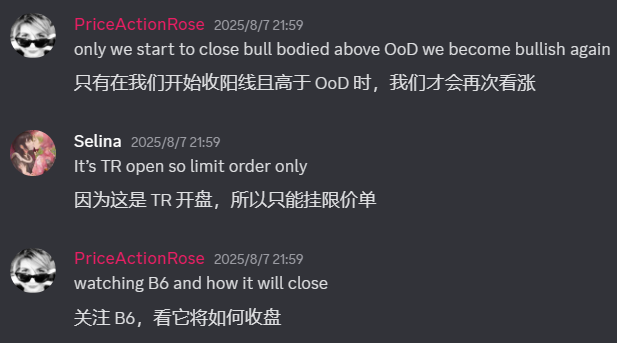 PriceActionRose 2025/8/7 21:59
only we start to close bull bodied above OoD we become bullish again
只有在我们开始收阳线且高于 OoD 时，我们才会再次看涨
Selina 2025/8/7 21:59
It’s TR open so limit order only
因为这是 TR 开盘，所以只能挂限价单
PriceActionRose 2025/8/7 21:59
watching B6 and how it will close
关注 B6，看它将如何收盘